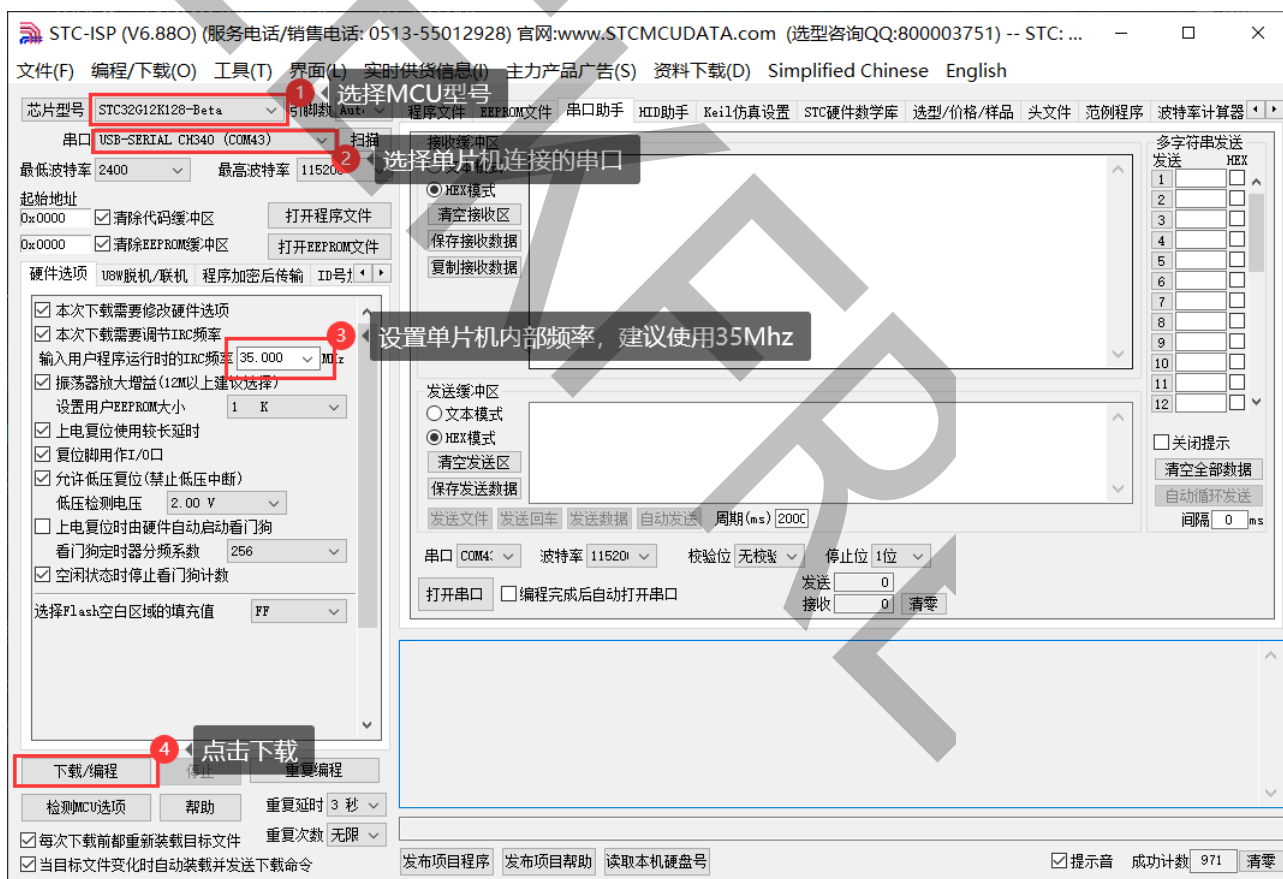 STC-ISP (V6.88O) (服务电话/销售电话: 0513-55012928) 官网:www.STCMCUDATA.com (选型咨询QQ:800003751) -- STC: ...
文件(F) 编程/下载(O) 工具(T) 界面(L) 实时供货信息(I) 主力产品广告(S) 资料下载(D) Simplified Chinese English
1 选择MCU型号
芯片型号 STC32G12K128-Beta 引脚数 Aut
串口 USB-SERIAL CH340 (COM43) 扫描
2 选择单片机连接的串口
最低波特率 2400 最高波特率 11520
起始地址
0x0000 清除代码缓冲区 打开程序文件
0x0000 清除EEPROM缓冲区 打开EEPROM文件
硬件选项 U8W脱机/联机 程序加密后传输 ID号
本次下载需要修改硬件选项
本次下载需要调节IRC频率
3 设置单片机内部频率，建议使用35Mhz
输入用户程序运行时的IRC频率 35.000 MHz
振荡器放大增益(12M以上建议选择)
设置用户EEPROM大小 1 K
上电复位使用较长延时
复位脚用作I/O口
允许低压复位(禁止低压中断)
低压检测电压 2.00 V
上电复位时由硬件自动启动看门狗
看门狗定时器分频系数 256
空闲状态时停止看门狗计数
选择Flash空白区域的填充值 FF
4 点击下载
下载/编程 停止 重复编程
检测MCU选项 帮助 重复延时 3 秒
每次下载前都重新装载目标文件 重复次数 无限
当目标文件变化时自动装载并发送下载命令
程序文件 EEPROM文件 串口助手 HID助手 Keil仿真设置 STC硬件数学库 选型/价格/样品 头文件 范例程序 波特率计算器
接收缓冲区
文本模式
HEX模式
清空接收区
保存接收数据
复制接收数据
多字符串发送
发送 HEX
1
2
3
4
5
6
7
8
9
10
11
12
关闭提示
清空全部数据
自动循环发送
间隔 0 ms
发送缓冲区
文本模式
HEX模式
清空发送区
保存发送数据
发送文件 发送回车 发送数据 自动发送 周期(ms) 200
串口 COM4 波特率 11520 校验位 无校验 停止位 1位
打开串口 编程完成后自动打开串口
发送 0
接收 0 清零
发布项目程序 发布项目帮助 读取本机硬盘号 提示音 成功计数 971 清零